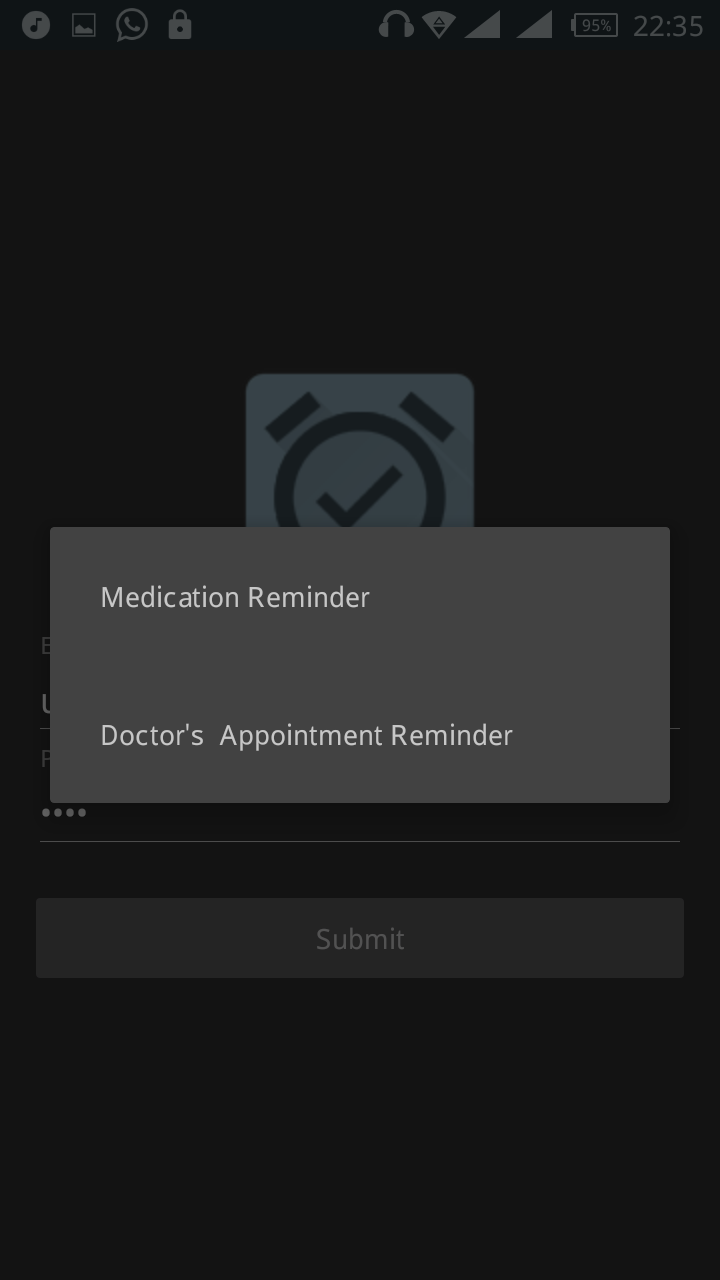 95%
22:35
Medication Reminder
Doctor's  Appointment Reminder
••••
Submit